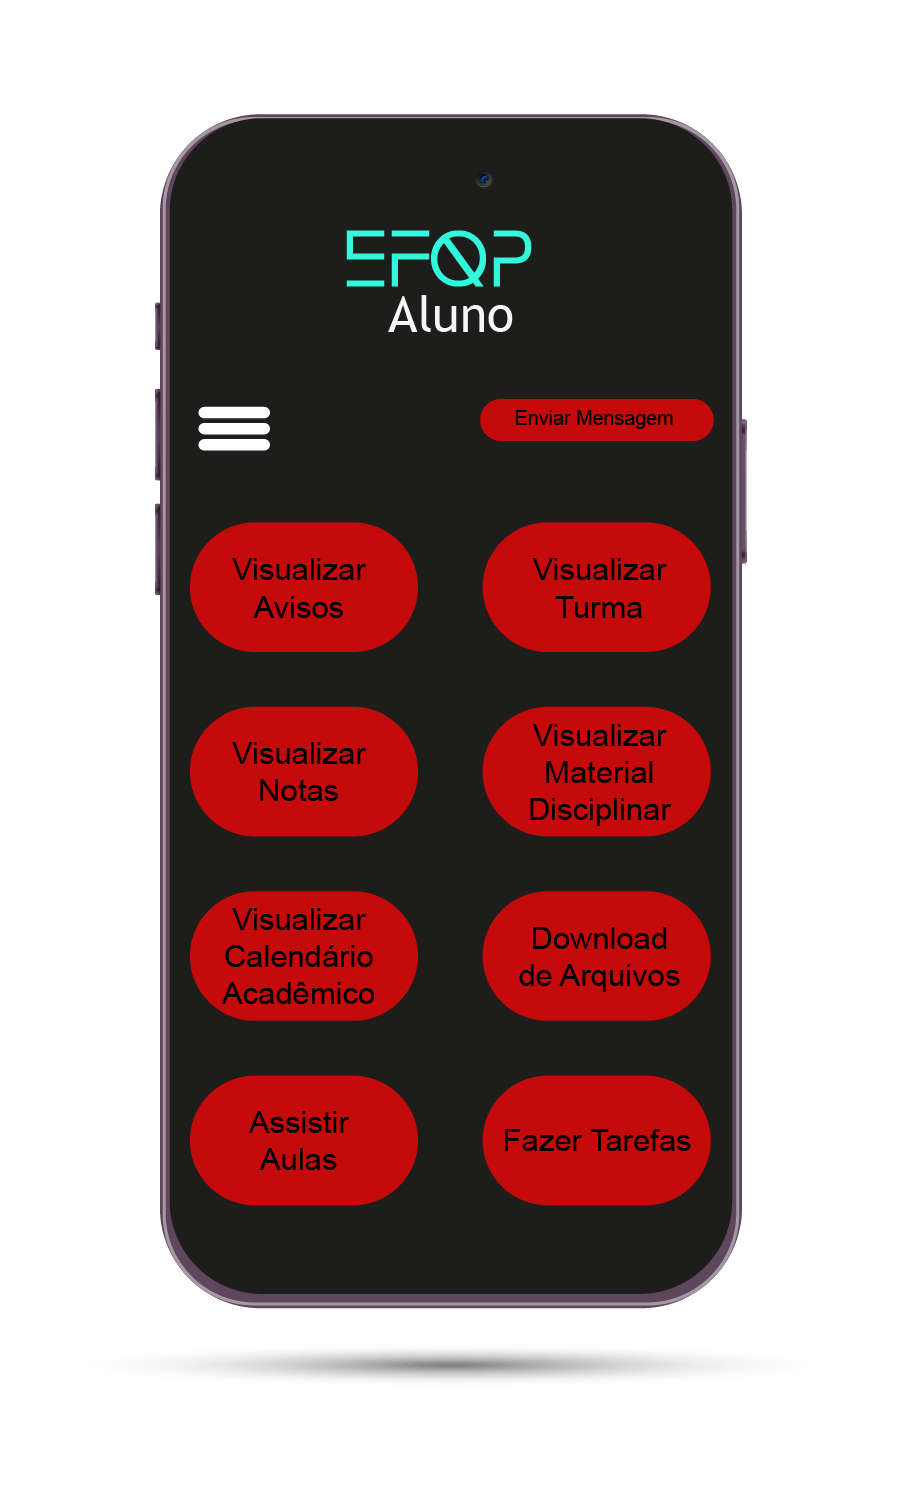 SFQP
Aluno
Enviar Mensagem
Visualizar
Avisos
Visualizar
Turma
Visualizar
Notas
Visualizar
Material
Disciplinar
Visualizar
Calendário
Acadêmico
Download
de Arquivos
Assistir
Aulas
Fazer Tarefas